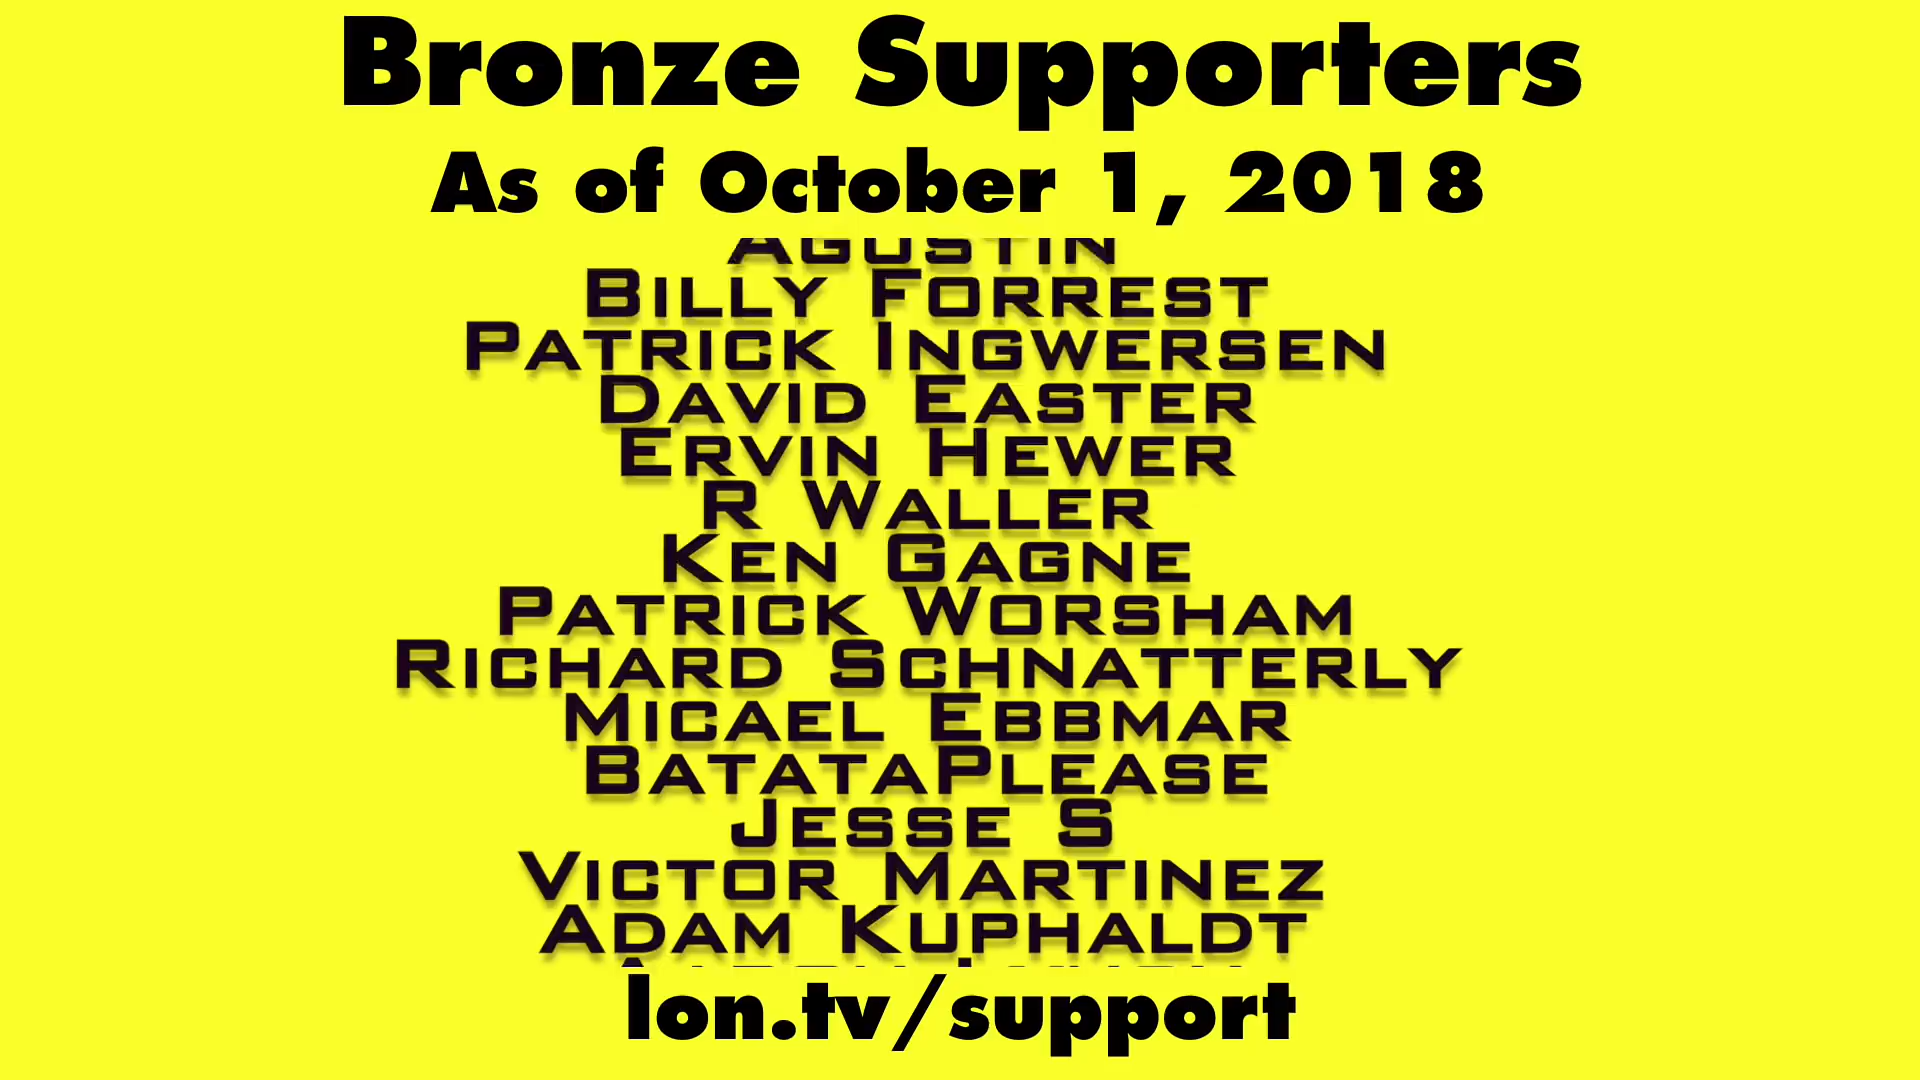 Bronze Supporters
As of October 1, 2018
AGUSTIN
BILLY FORREST
PATRICK INGWERSEN
DAVID EASTER
ERVIN HEWER
R WALLER
KEN GAGNE
PATRICK WORSHAM
RICHARD SCHNATTERLY
MICAEL EBBMAR
BATATAPLEASE
JESSE S
VICTOR MARTINEZ
ADAM KUPHALDT
lon.tv/support